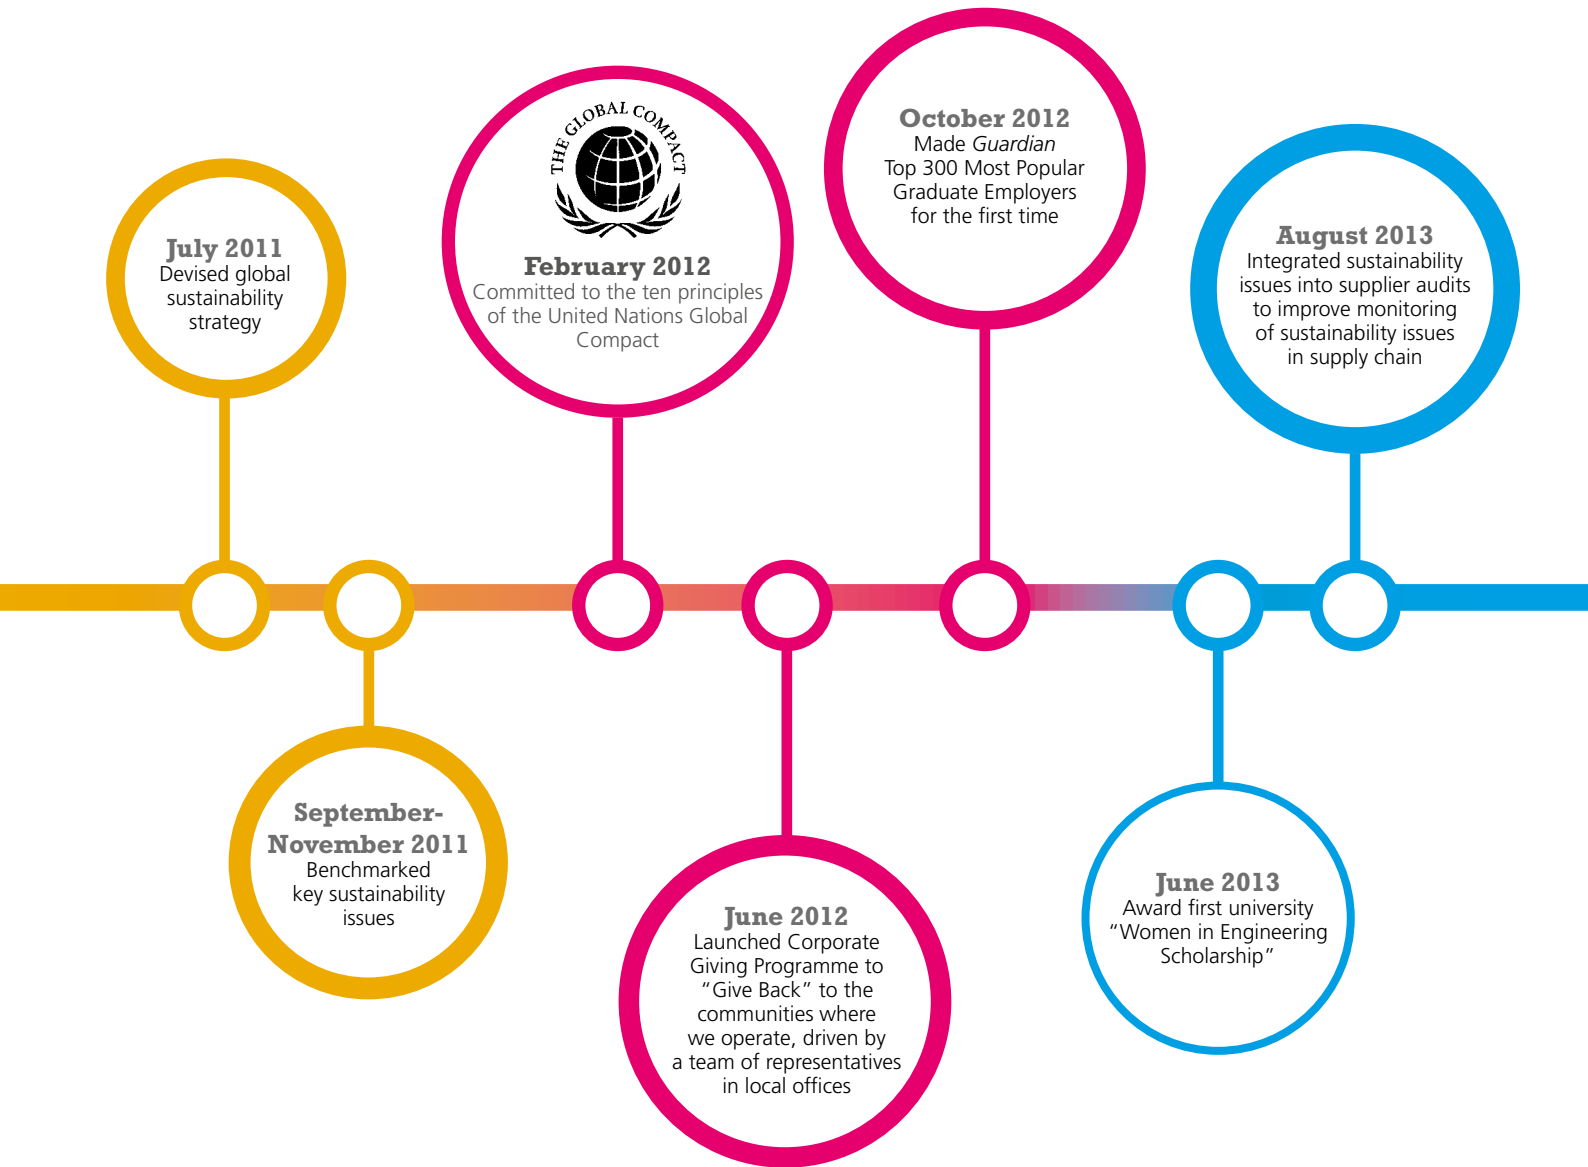 July 2011
Devised global
sustainability
strategy
September-
November 2011
Benchmarked
key sustainability
issues
THE GLOBAL COMPACT
February 2012
Committed to the ten principles
of the United Nations Global
Compact
June 2012
Launched Corporate
Giving Programme to
“Give Back” to the
communities where
we operate, driven by
a team of representatives
in local offices
October 2012
Made Guardian
Top 300 Most Popular
Graduate Employers
for the first time
June 2013
Award first university
“Women in Engineering
Scholarship”
August 2013
Integrated sustainability
issues into supplier audits
to improve monitoring
of sustainability issues
in supply chain